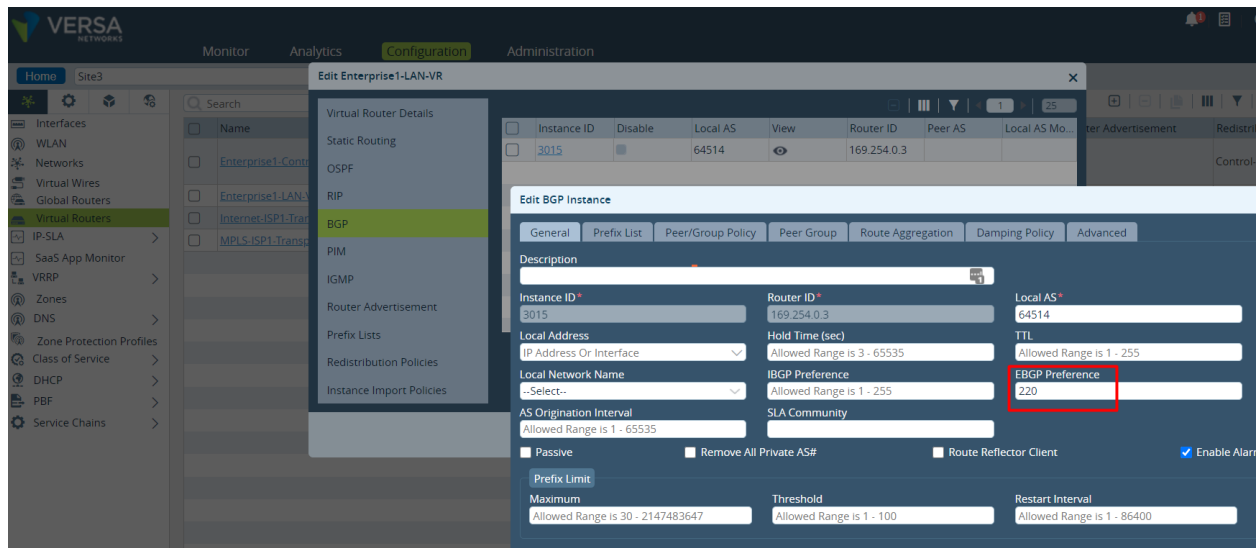 VERSA
NETWORKS
Monitor Analytics Configuration Administration
Home Site3
Edit Enterprise1-LAN-VR
Search
Interfaces
WLAN
Networks
Virtual Wires
Global Routers
Virtual Routers
IP-SLA
SaaS App Monitor
VRRP
Zones
DNS
Zone Protection Profiles
Class of Service
DHCP
PBF
Service Chains
Name
Enterprise1-Contr
Enterprise1-LAN-V
Internet-ISP1-Tran
MPLS-ISP1-Transp
Virtual Router Details
Static Routing
OSPF
RIP
BGP
PIM
IGMP
Router Advertisement
Prefix Lists
Redistribution Policies
Instance Import Policies
1 25
Instance ID Disable Local AS View Router ID Peer AS Local AS Mo...
3015 64514 169.254.0.3
ter Advertisement Redistri
Control-
Edit BGP Instance
General Prefix List Peer/Group Policy Peer Group Route Aggregation Damping Policy Advanced
Description
Instance ID* Router ID* Local AS*
3015 169.254.0.3 64514
Local Address Hold Time (sec) TTL
IP Address Or Interface Allowed Range is 3 - 65535 Allowed Range is 1 - 255
Local Network Name IBGP Preference EBGP Preference
--Select-- Allowed Range is 1 - 255 220
AS Origination Interval SLA Community
Allowed Range is 1 - 65535
Passive Remove All Private AS# Route Reflector Client Enable Alarm
Prefix Limit
Maximum Threshold Restart Interval
Allowed Range is 30 - 2147483647 Allowed Range is 1 - 100 Allowed Range is 1 - 86400